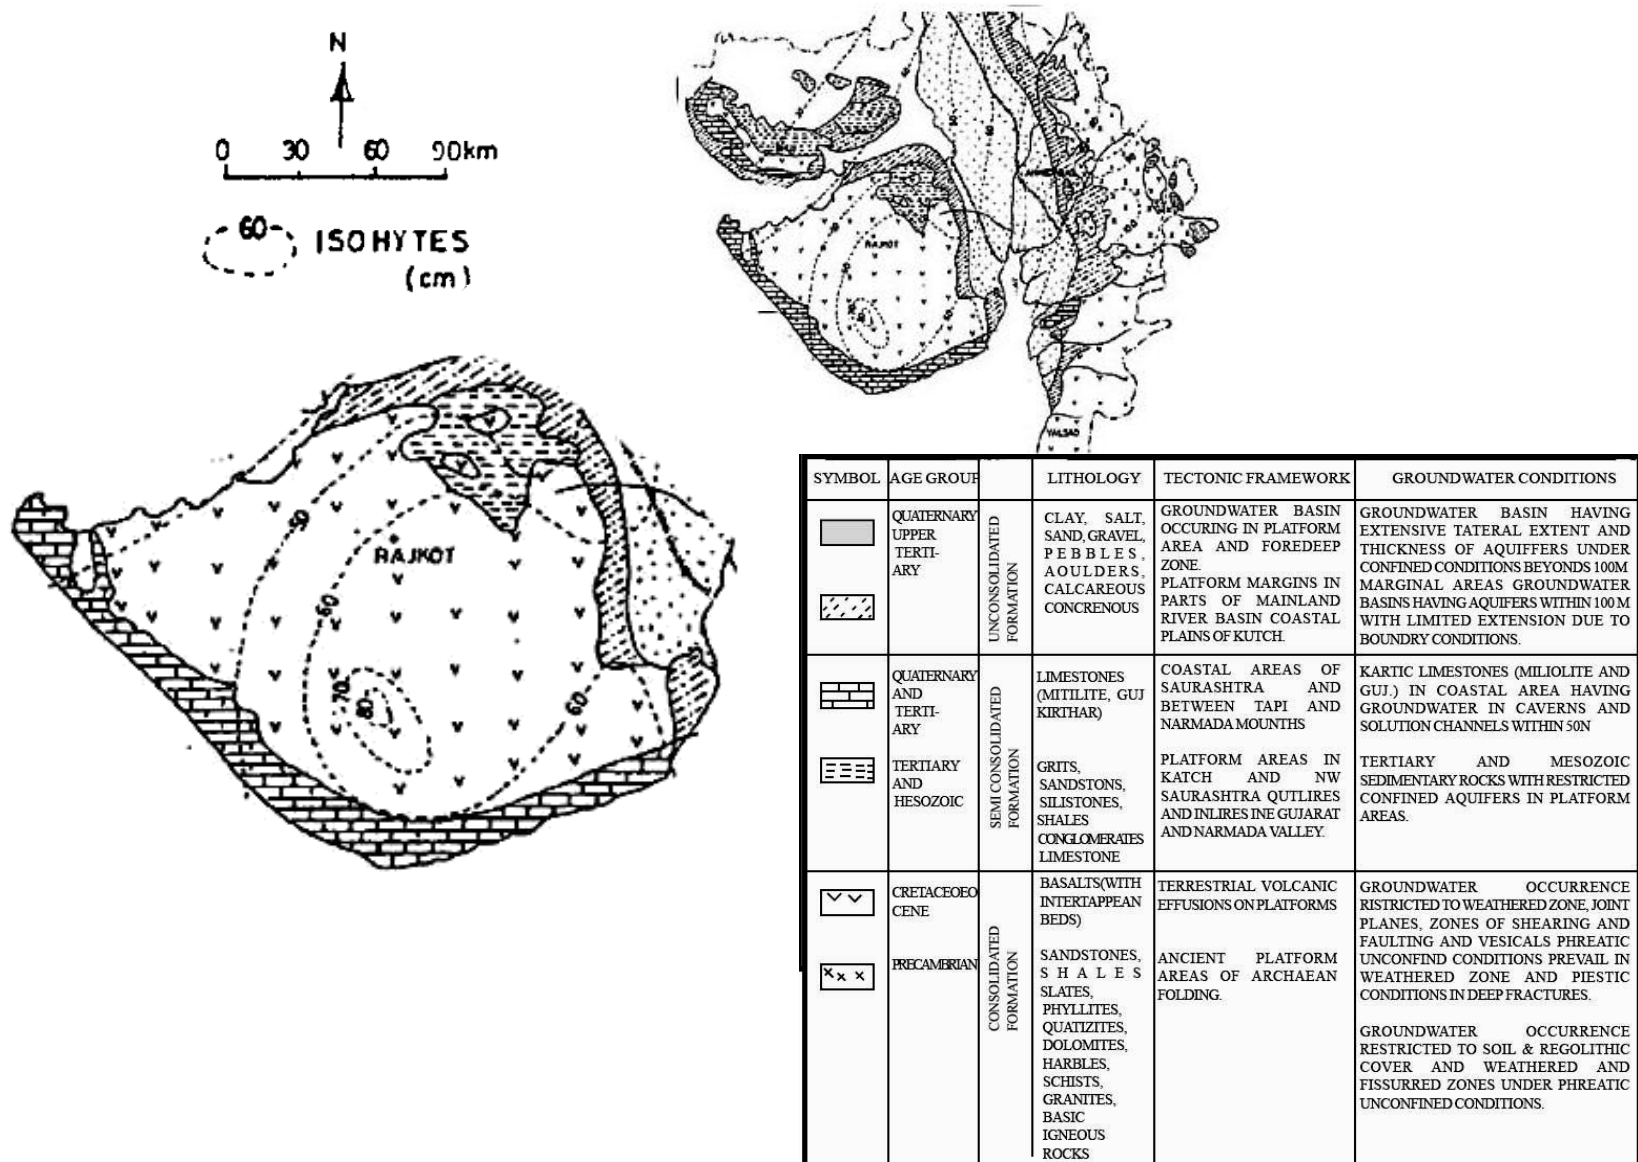 N
0 30 60 90km
60 ISOHYTES
(cm)
RAJKOT
VALSAD
50
RAJKOT
60
70
80
60
SYMBOL AGE GROUP LITHOLOGY TECTONIC FRAMEWORK GROUNDWATER CONDITIONS
QUATERNARY
UPPER
TERTI-
ARY
UNCONSOLIDATED
FORMATION
CLAY, SALT,
SAND, GRAVEL,
PEBBLES,
AOULDERS,
CALCAREOUS
CONCRENOUS
GROUNDWATER BASIN
OCCURING IN PLATFORM
AREA AND FOREDEEP
ZONE.
PLATFORM MARGINS IN
PARTS OF MAINLAND
RIVER BASIN COASTAL
PLAINS OF KUTCH.
GROUNDWATER BASIN HAVING
EXTENSIVE TATERAL EXTENT AND
THICKNESS OF AQUIFFERS UNDER
CONFINED CONDITIONS BEYONDS 100M
MARGINAL AREAS GROUNDWATER
BASINS HAVING AQUIFERS WITHIN 100 M
WITH LIMITED EXTENSION DUE TO
BOUNDRY CONDITIONS.
QUATERNARY
AND
TERTI-
ARY
SEMI CONSOLIDATED
FORMATION
LIMESTONES
(MITILITE, GUJ
KIRTHAR)
COASTAL AREAS OF
SAURASHTRA AND
BETWEEN TAPI AND
NARMADA MOUNTHS
KARTIC LIMESTONES (MILIOLITE AND
GUJ.) IN COASTAL AREA HAVING
GROUNDWATER IN CAVERNS AND
SOLUTION CHANNELS WITHIN 50N
TERTIARY
AND
HESOZOIC
GRITS,
SANDSTONS,
SILISTONES,
SHALES
CONGLOMERATES
LIMESTONE
PLATFORM AREAS IN
KATCH AND NW
SAURASHTRA QUTLIRES
AND INLIRES INE GUJARAT
AND NARMADA VALLEY.
TERTIARY AND MESOZOIC
SEDIMENTARY ROCKS WITH RESTRICTED
CONFINED AQUIFERS IN PLATFORM
AREAS.
CRETACEOEO
CENE
CONSOLIDATED
FORMATION
BASALTS(WITH
INTERTAPPEAN
BEDS)
TERRESTRIAL VOLCANIC
EFFUSIONS ON PLATFORMS
GROUNDWATER OCCURRENCE
RISTRICTED TO WEATHERED ZONE, JOINT
PLANES, ZONES OF SHEARING AND
FAULTING AND VESICALS PHREATIC
UNCONFIND CONDITIONS PREVAIL IN
WEATHERED ZONE AND PIESTIC
CONDITIONS IN DEEP FRACTURES.
PRECAMBRIAN
SANDSTONES,
SHALES
SLATES,
PHYLLITES,
QUATIZITES,
DOLOMITES,
HARBLES,
SCHISTS,
GRANITES,
BASIC
IGNEOUS
ROCKS
ANCIENT PLATFORM
AREAS OF ARCHAEAN
FOLDING.
GROUNDWATER OCCURRENCE
RESTRICTED TO SOIL & REGOLITHIC
COVER AND WEATHERED AND
FISSURRED ZONES UNDER PHREATIC
UNCONFINED CONDITIONS.